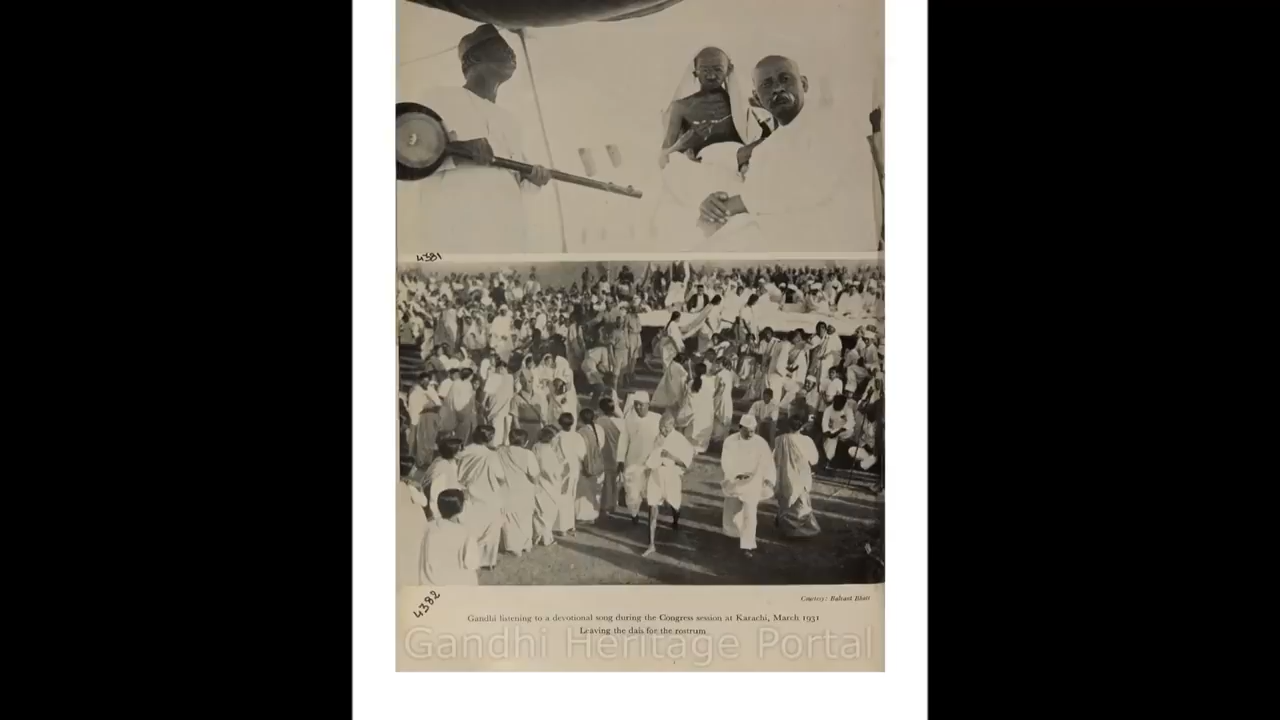 4381
4382
Courtesy: Balvant Bhatt
Gandhi listening to a devotional song during the Congress session at Karachi, March 1931
Leaving the dais for the rostrum
Gandhi Heritage Portal